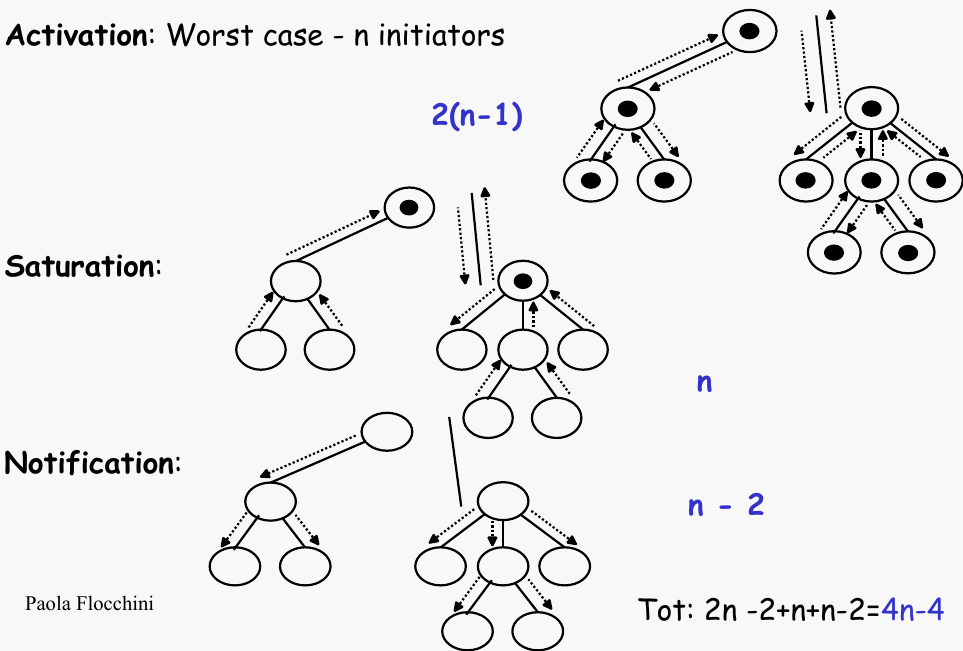 Activation: Worst case - n initiators
2(n-1)
Saturation:
n
Notification:
n - 2
Paola Flocchini
Tot: 2n -2+n+n-2=4n-4